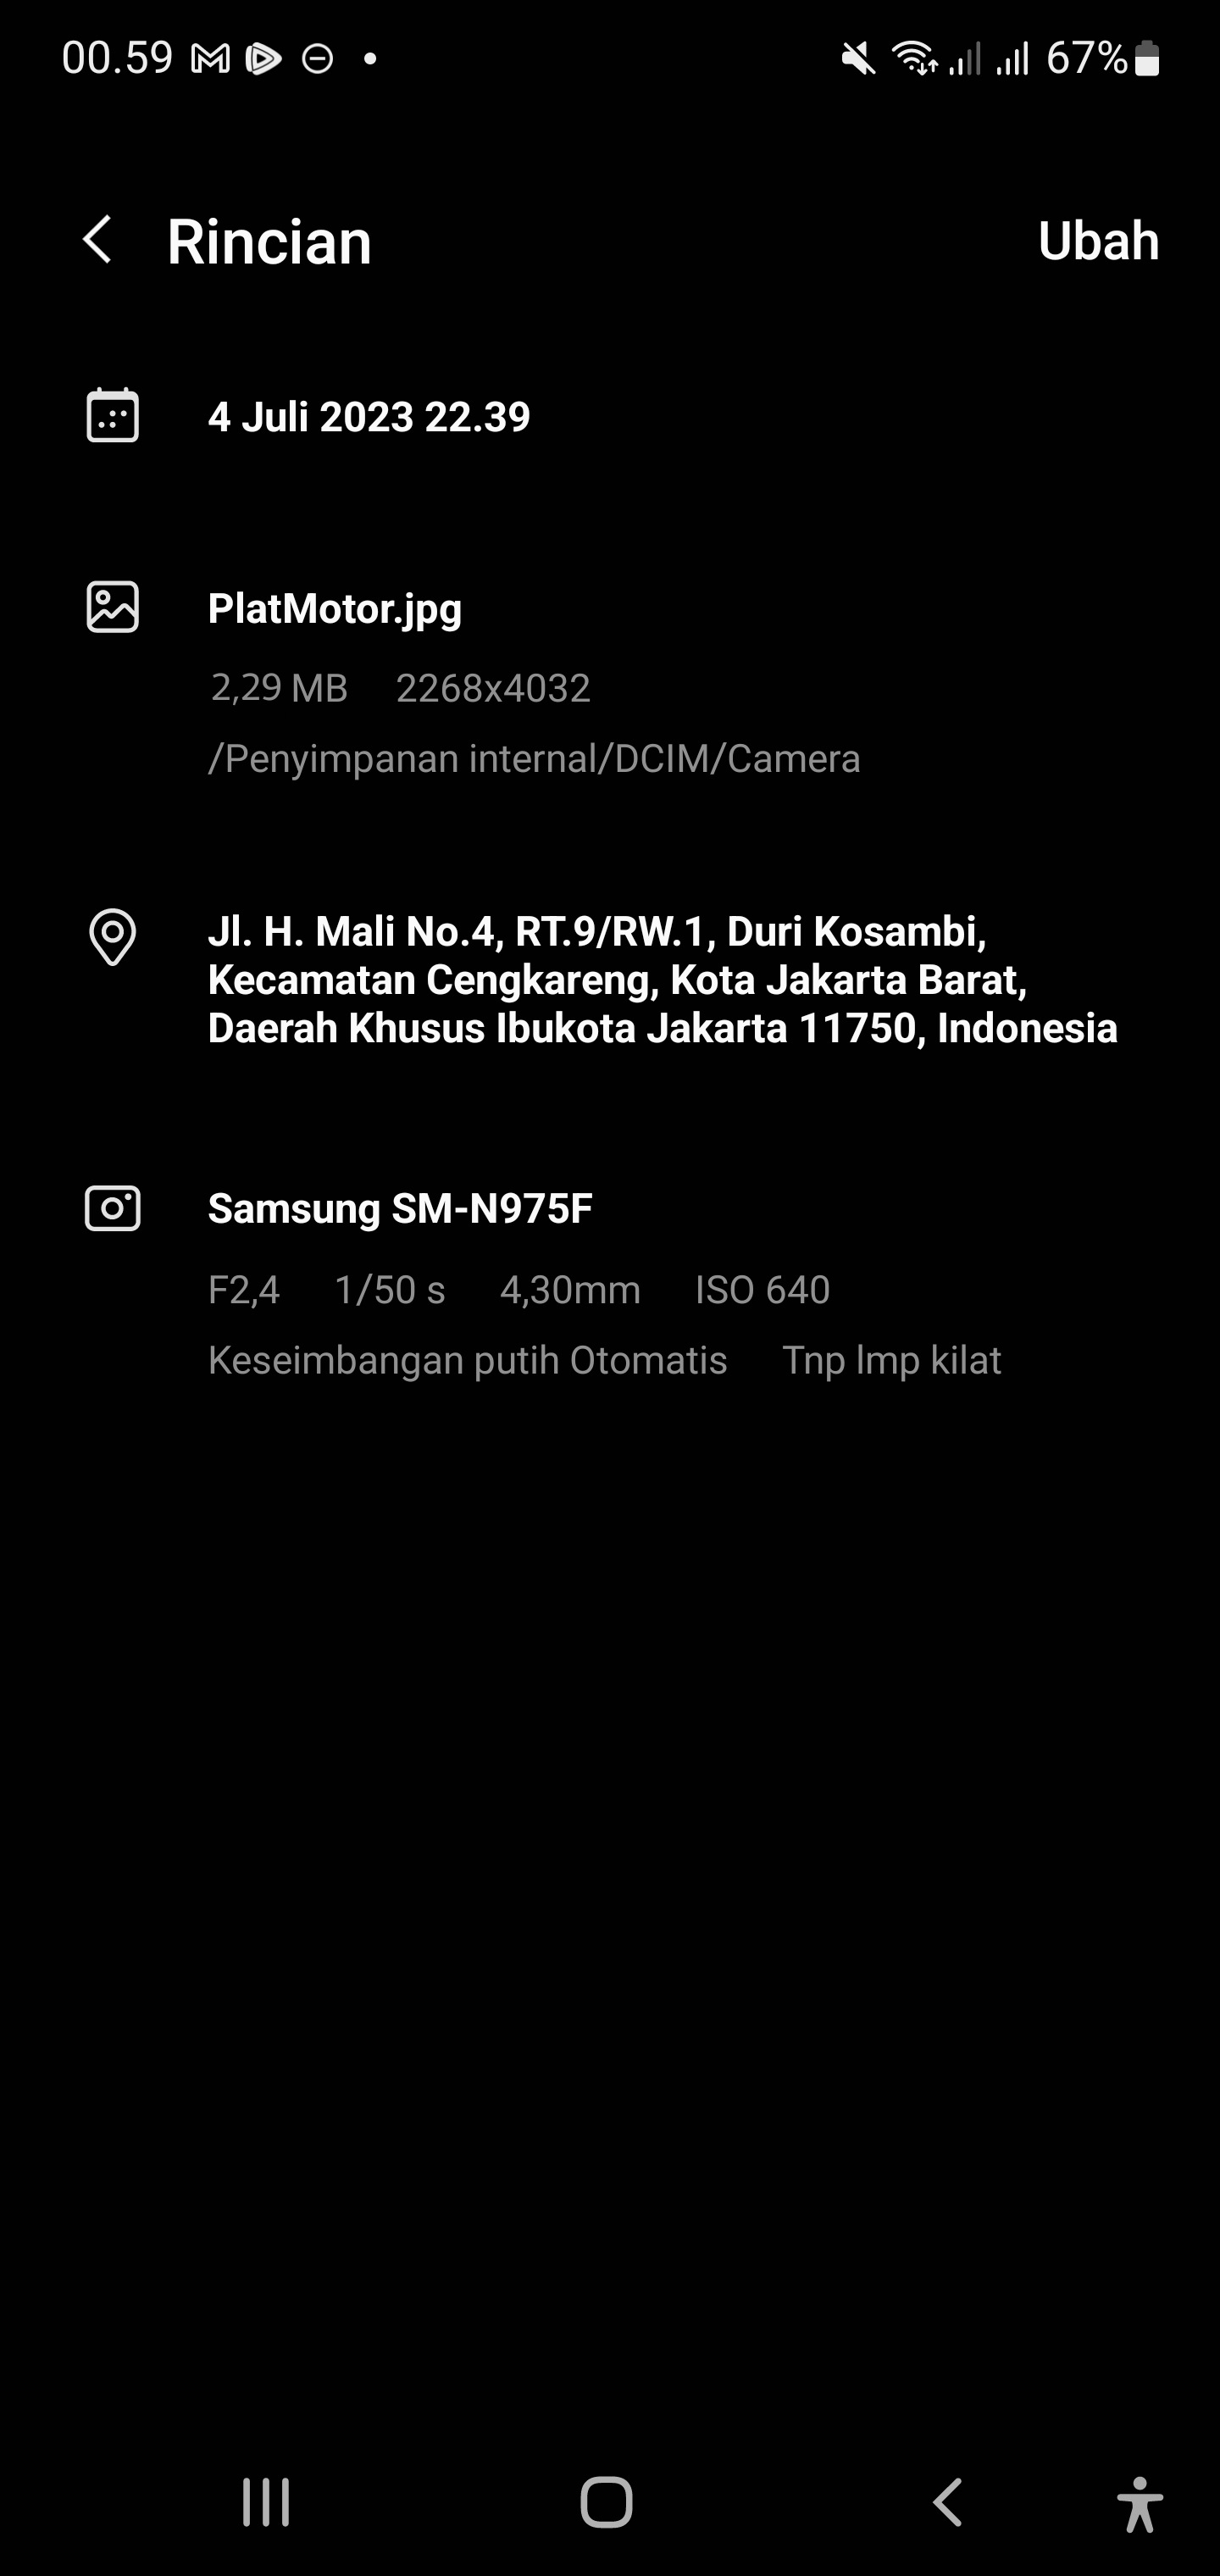 00.59 67%
Rincian Ubah
4 Juli 2023 22.39
PlatMotor.jpg
2,29 MB 2268x4032
/Penyimpanan internal/DCIM/Camera
Jl. H. Mali No.4, RT.9/RW.1, Duri Kosambi,
Kecamatan Cengkareng, Kota Jakarta Barat,
Daerah Khusus Ibukota Jakarta 11750, Indonesia
Samsung SM-N975F
F2,4 1/50 s 4,30mm ISO 640
Keseimbangan putih Otomatis Tnp lmp kilat